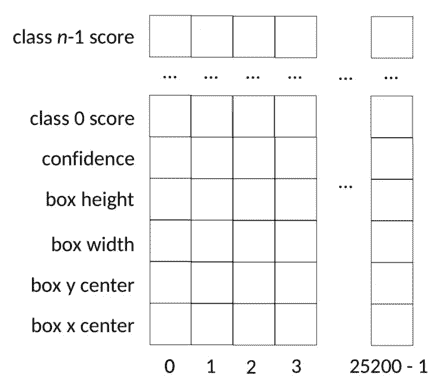 class n-1 score
... ... ... ... ... ...
class 0 score
confidence
box height
...
box width
box y center
box x center
0 1 2 3 25200 - 1